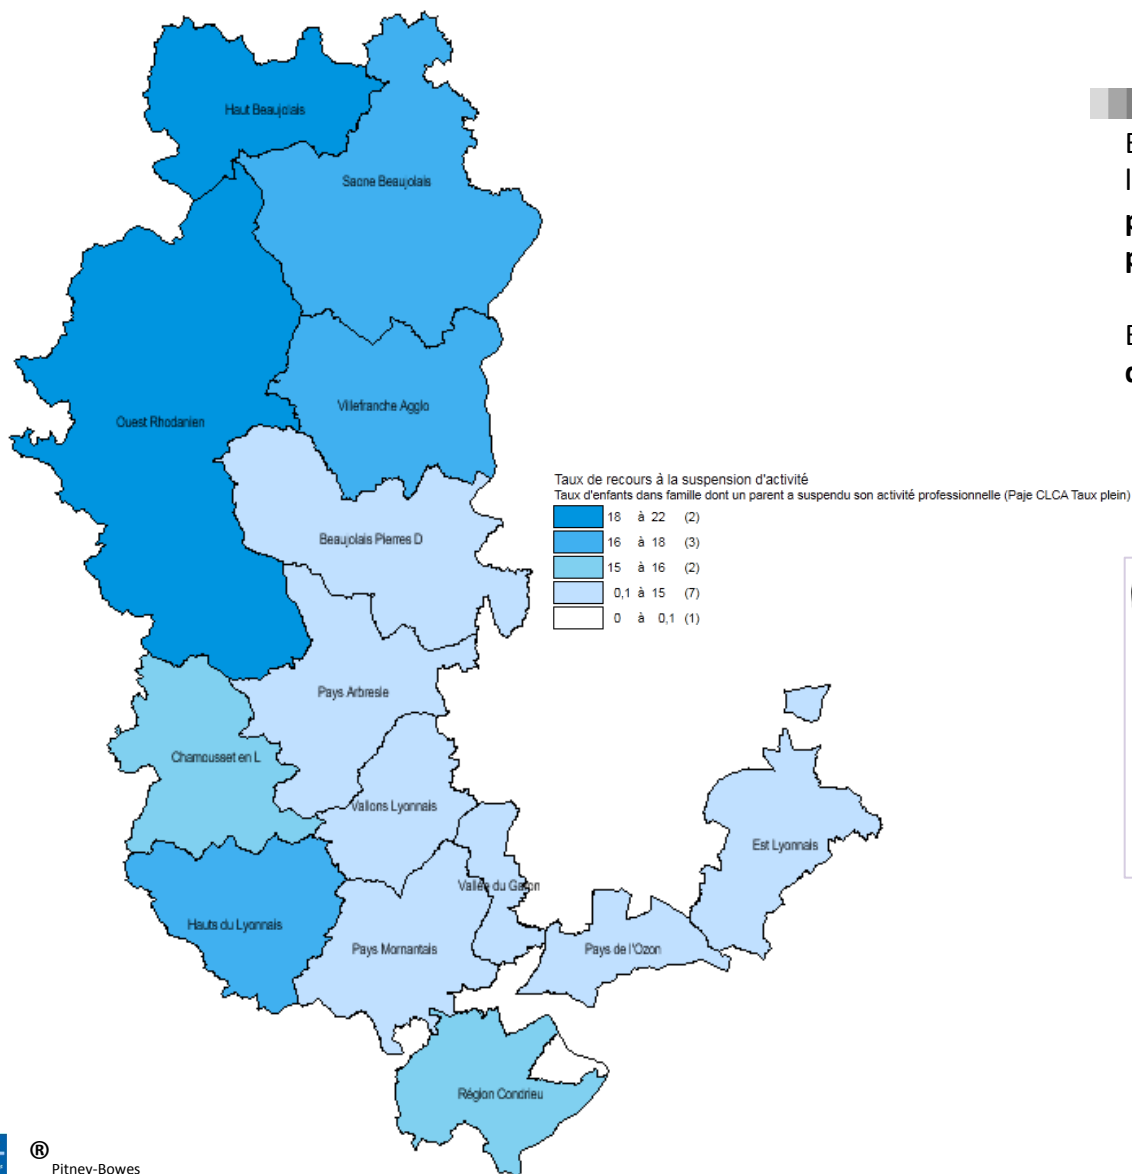 Haut Beaujolais
Saone Beaujolais
Ouest Rhodanien
Villefranche Agglo
Taux de recours à la suspension d'activité
Taux d'enfants dans famille dont un parent a suspendu son activité professionnelle (Paje CLCA Taux plein)
18 à 22 (2)
16 à 18 (3)
15 à 16 (2)
0,1 à 15 (7)
0 à 0,1 (1)
Beaujolais Pierres D
Pays Arbresle
Chamousset en L
Vallons Lyonnais
Est Lyonnais
Vallée du Garon
Hauts du Lyonnais
Pays Mornantais
Pays de l'Ozon
Région Condrieu
®
Pitney-Bowes